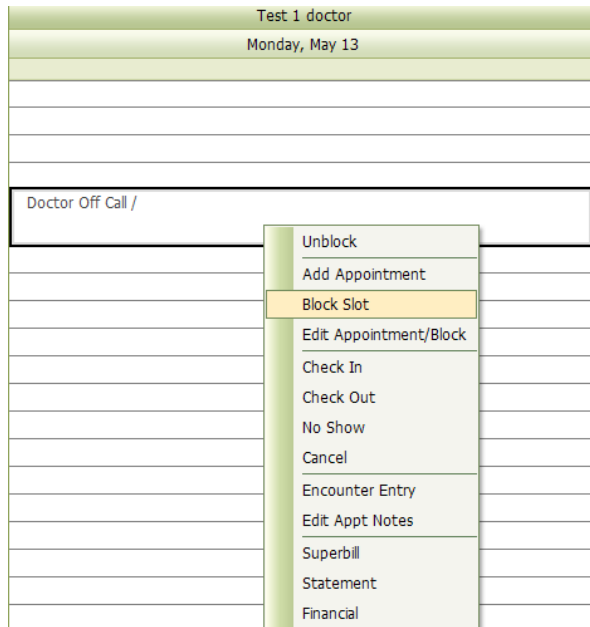 Test 1 doctor
Monday, May 13
Doctor Off Call /
Unblock
Add Appointment
Block Slot
Edit Appointment/Block
Check In
Check Out
No Show
Cancel
Encounter Entry
Edit Appt Notes
Superbill
Statement
Financial